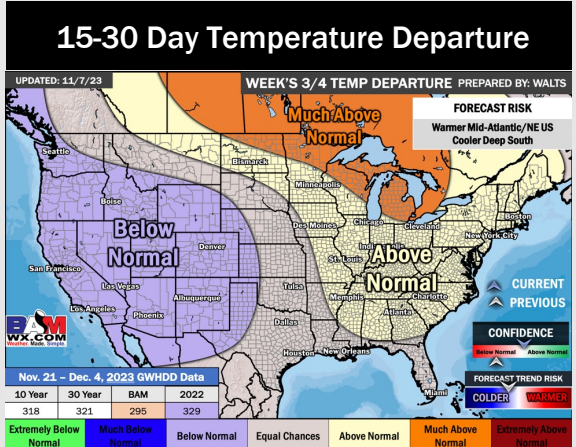 15-30 Day Temperature Departure
UPDATED: 11/7/23
WEEK'S 3/4 TEMP DEPARTURE PREPARED BY: WALTS
FORECAST RISK
Warmer Mid-Atlantic/NE US
Cooler Deep South
Much Above
Normal
Seattle
Bismarck
Minneapolis
Boise
Boston
Des Moines
Chicago
Cleveland
New York City
Below
Normal
Denver
St. Louis
Above
Normal
San Francisco
Las Vegas
Tulsa
Memphis
Charlotte
Los Angeles
Albuquerque
Atlanta
Phoenix
Dallas
Houston
New Orleans
Miami
CURRENT
PREVIOUS
BAM
WX.COM
Weather. Made. Simple.
CONFIDENCE
Below Normal
Above Normal
FORECAST TREND RISK
COLDER
WARMER
Nov. 21 – Dec. 4, 2023 GWHDD Data
10 Year 30 Year BAM 2022
318 321 295 329
Extremely Below
Normal
Much Below
Normal
Below Normal
Equal Chances
Above Normal
Much Above
Normal
Extremely Above
Normal